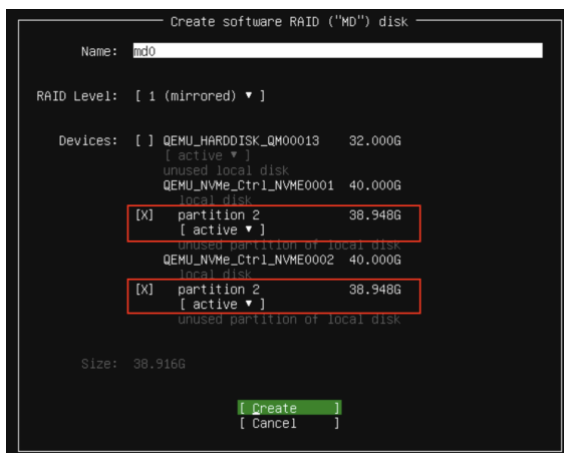 Create software RAID ("MD") disk
Name: md0
RAID Level: [ 1 (mirrored) ▼ ]
Devices: [ ] QEMU_HARDDISK_QM00013 32.000G
[ active ▼ ]
unused local disk
QEMU_NVMe_Ctrl_NVME0001 40.000G
local disk
[X] partition 2 38.948G
[ active ▼ ]
unused partition of local disk
QEMU_NVMe_Ctrl_NVME0002 40.000G
local disk
[X] partition 2 38.948G
[ active ▼ ]
unused partition of local disk
Size: 38.916G
[ Create ]
[ Cancel ]